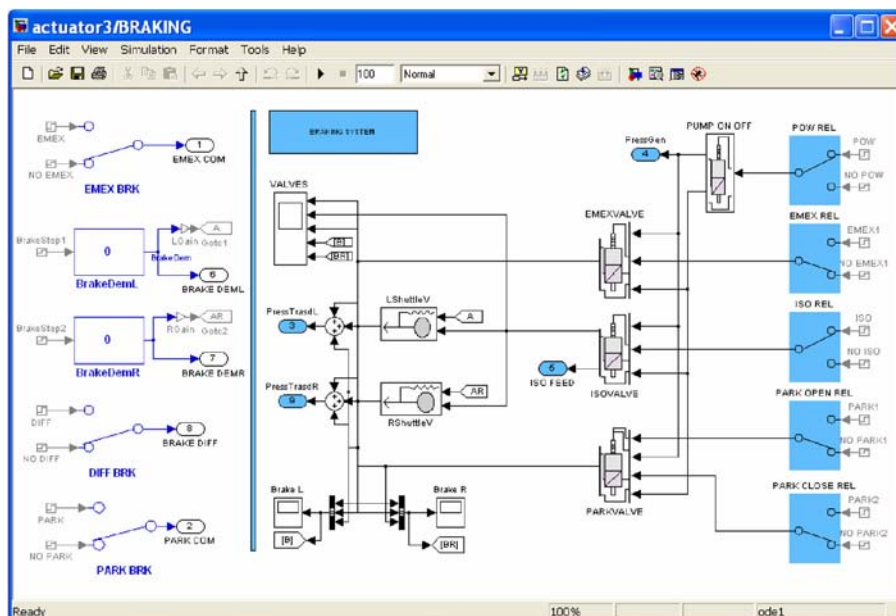 actuator3/BRAKING
File Edit View Simulation Format Tools Help
100 Normal
EMEX
NO EMEX
1
EMEX COM
EMEX BRK
BrakeStep1
0
BrakeDemL
LGain
A
Goto1
BrakeDem
6
BRAKE DEML
BrakeStep2
0
BrakeDemR
RGain
AR
Goto2
7
BRAKE DEMR
DIFF
NO DIFF
8
BRAKE DIFF
DIFF BRK
PARK
NO PARK
2
PARK COM
PARK BRK
BRAKING SYSTEM
VALVES
[B]
[BR]
PressTrasdL
3
LShuttleV
A
PressTrasdR
9
RShuttleV
AR
Brake L
Brake R
[B]
[BR]
PressGen
4
PUMP ON OFF
EMEXVALVE
5
ISO FEED
ISOVALVE
PARKVALVE
POW REL
POW
NO POW
EMEX REL
EMEX1
NO EMEX1
ISO REL
ISO
NO ISO
PARK OPEN REL
PARK1
NO PARK1
PARK CLOSE REL
PARK2
NO PARK2
Ready 100% ode1